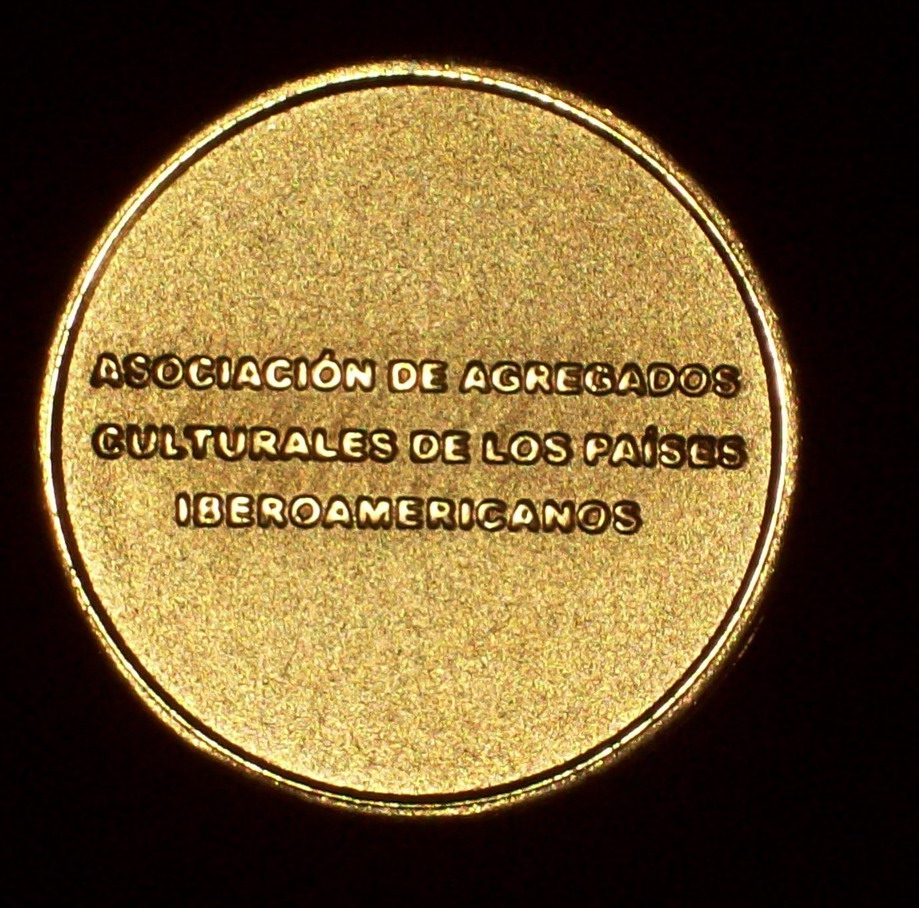 ASOCIACIÓN DE AGREGADOS
CULTURALES DE LOS PAÍSES
IBEROAMERICANOS